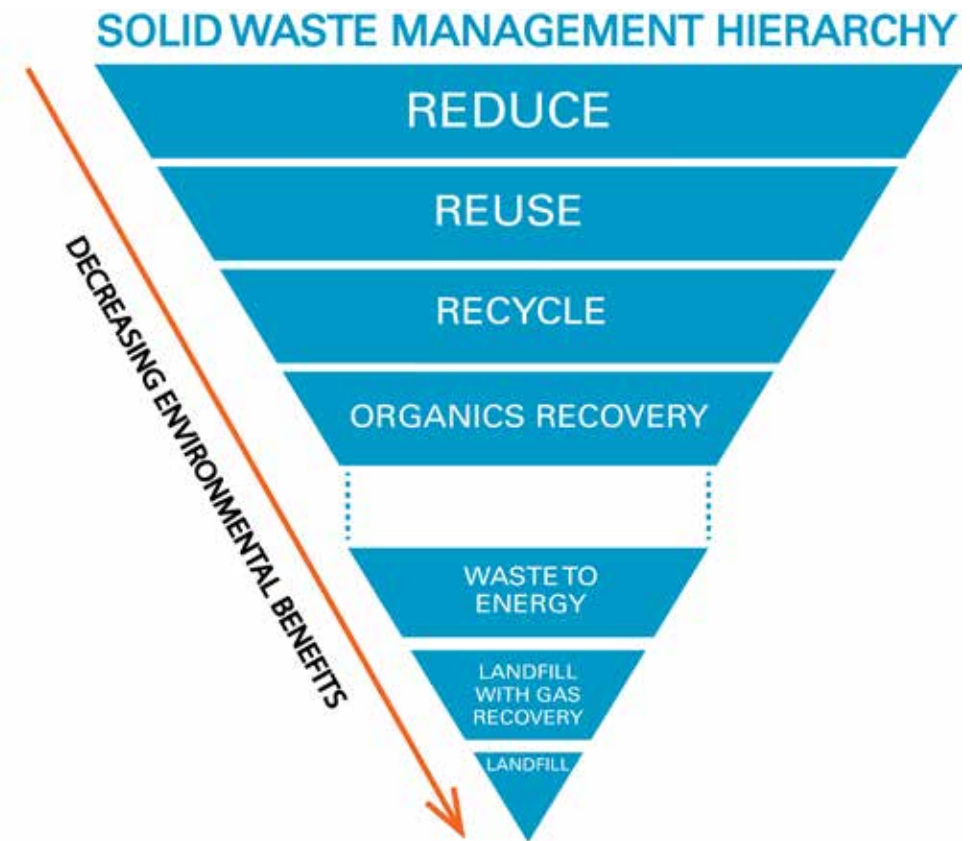 SOLID WASTE MANAGEMENT HIERARCHY
REDUCE
REUSE
RECYCLE
ORGANICS RECOVERY
WASTE TO
ENERGY
LANDFILL
WITH GAS
RECOVERY
LANDFILL
DECREASING ENVIRONMENTAL BENEFITS